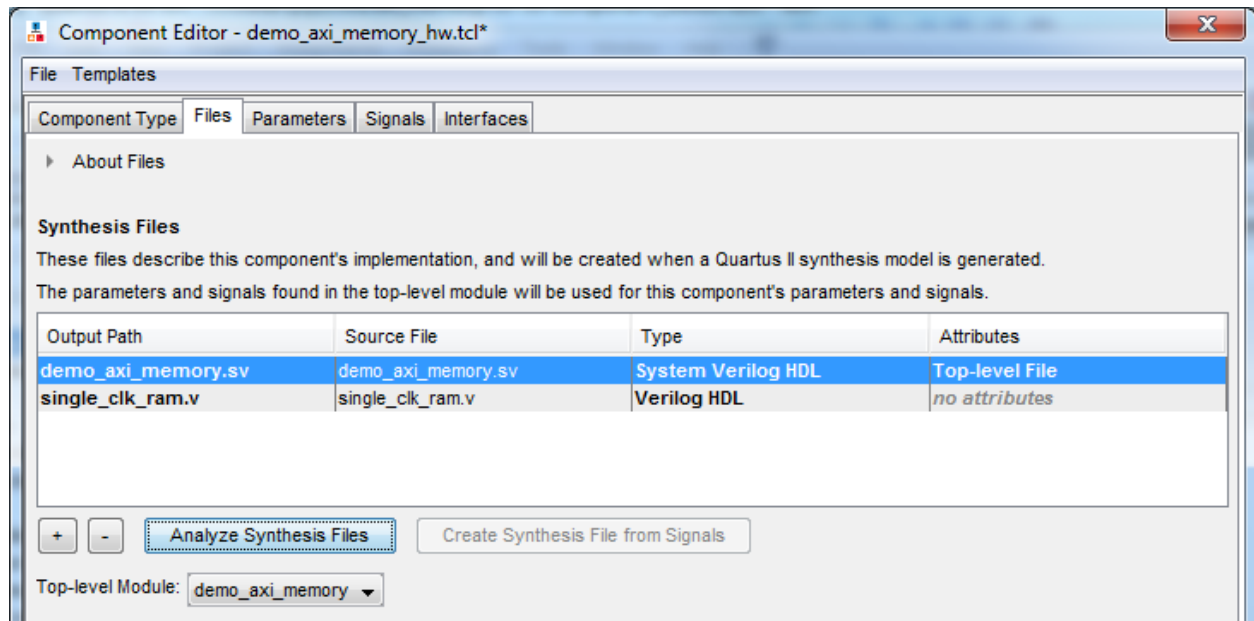 Component Editor - demo_axi_memory_hw.tcl*
File Templates
Component Type Files Parameters Signals Interfaces
About Files
Synthesis Files
These files describe this component's implementation, and will be created when a Quartus II synthesis model is generated.
The parameters and signals found in the top-level module will be used for this component's parameters and signals.
Output Path Source File Type Attributes
demo_axi_memory.sv demo_axi_memory.sv System Verilog HDL Top-level File
single_clk_ram.v single_clk_ram.v Verilog HDL no attributes
+ - Analyze Synthesis Files Create Synthesis File from Signals
Top-level Module: demo_axi_memory